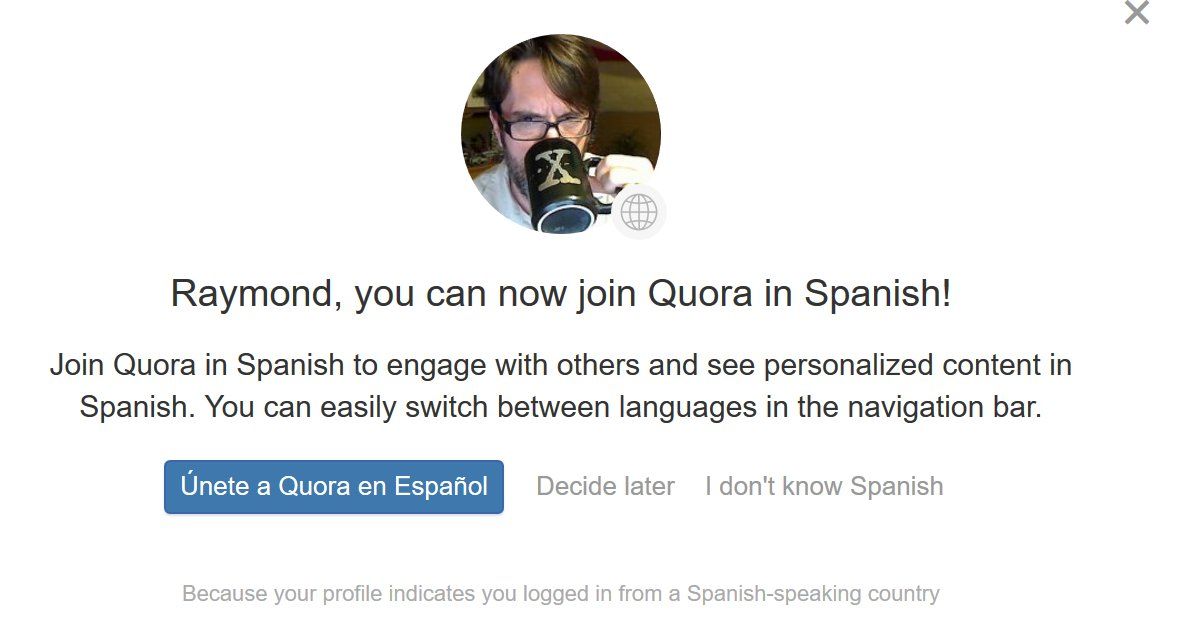 X
Raymond, you can now join Quora in Spanish!
Join Quora in Spanish to engage with others and see personalized content in
Spanish. You can easily switch between languages in the navigation bar.
Únete a Quora en Español Decide later I don't know Spanish
Because your profile indicates you logged in from a Spanish-speaking country